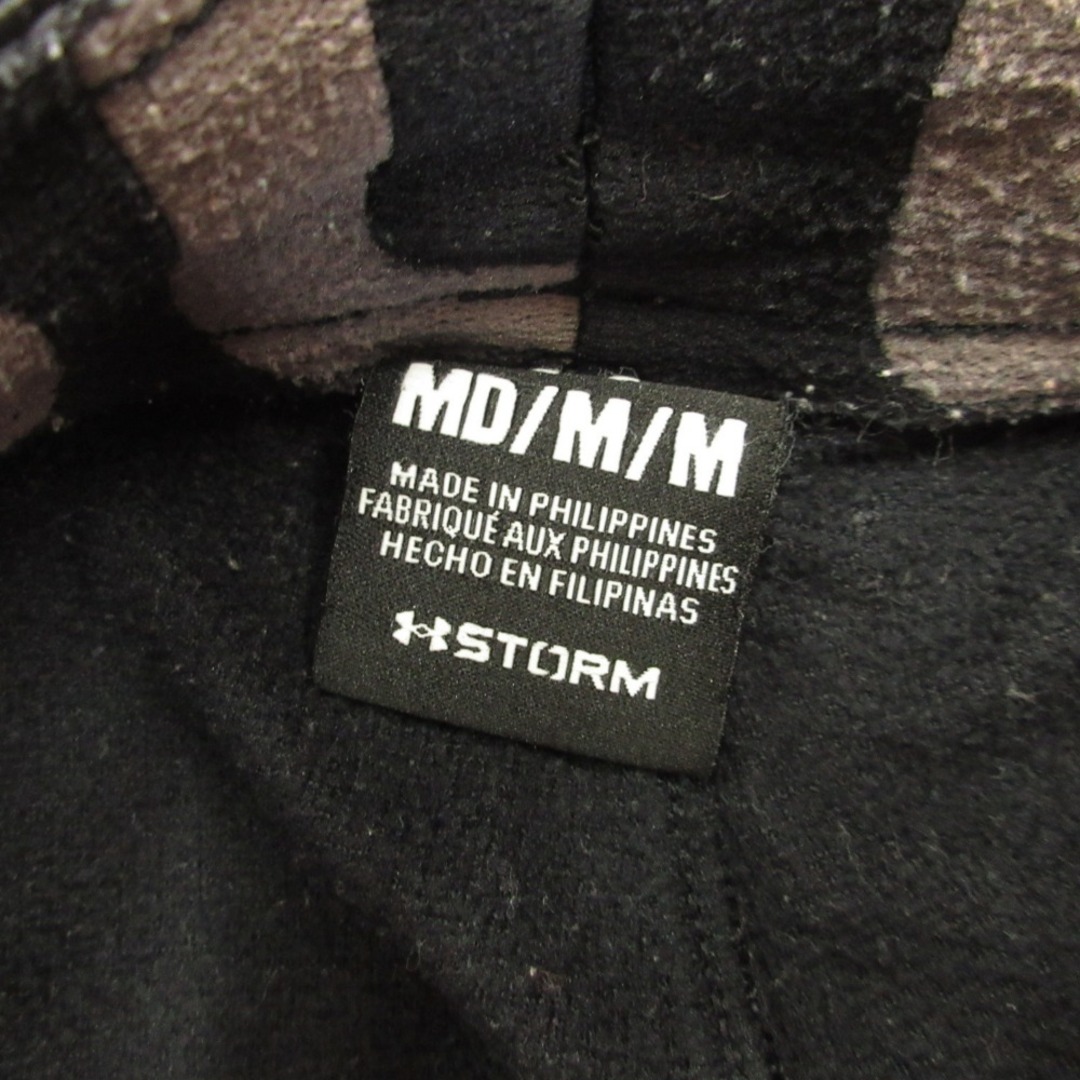 MD/M/M
MADE IN PHILIPPINES
FABRIQUÉ AUX PHILIPPINES
HECHO EN FILIPINAS
STORM